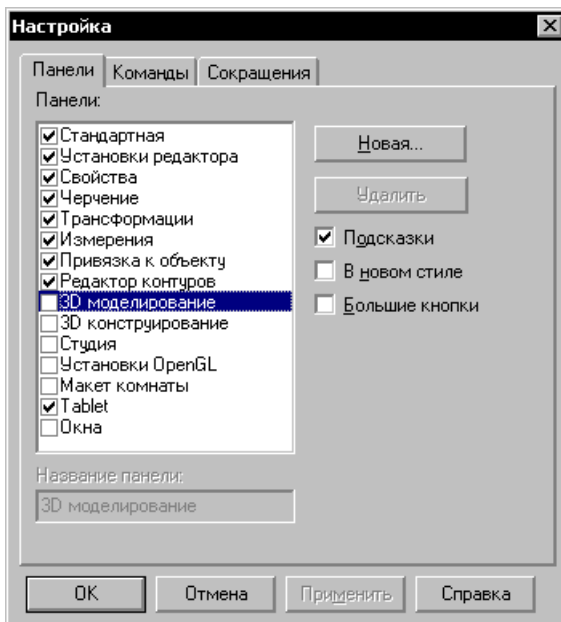 Настройка
Панели Команды Сокращения
Панели:
Стандартная
Установки редактора
Свойства
Черчение
Трансформации
Измерения
Привязка к объекту
Редактор контуров
3D моделирование
3D конструирование
Студия
Установки OpenGL
Макет комнаты
Tablet
Окна
Новая...
Удалить
Подсказки
В новом стиле
Большие кнопки
Название панели:
3D моделирование
OK Отмена Применить Справка